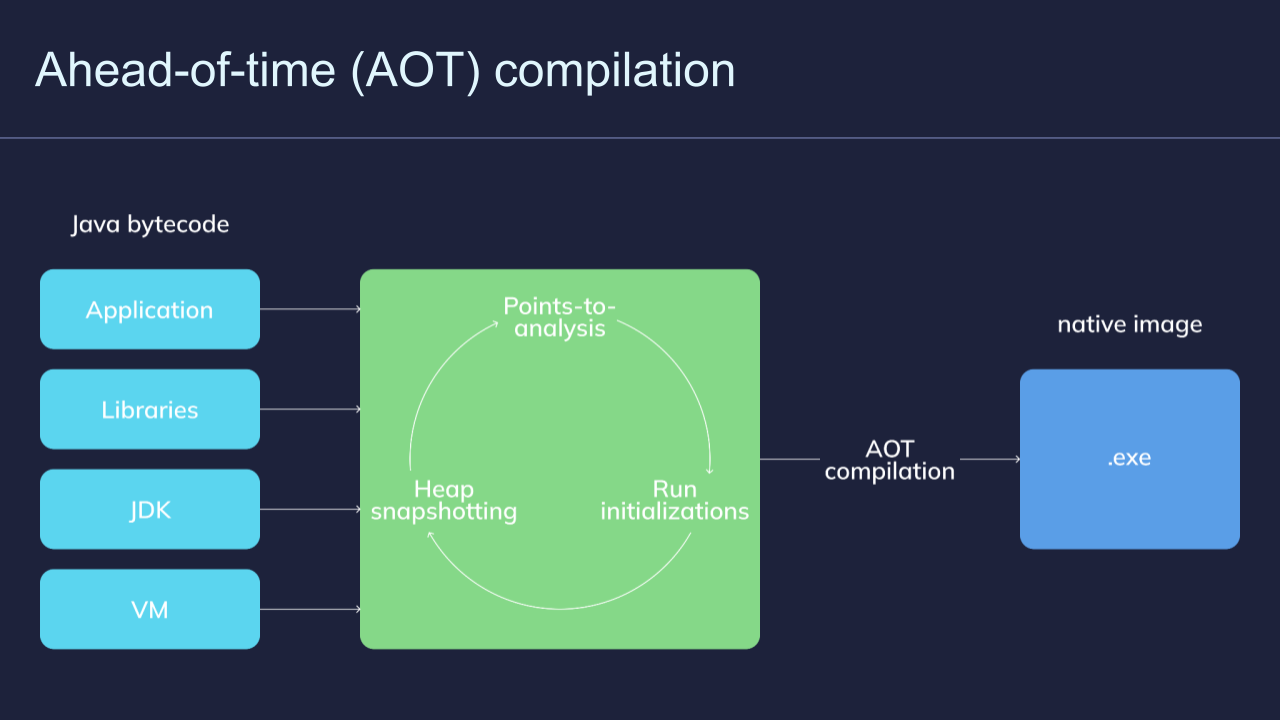 Ahead-of-time (AOT) compilation
Java bytecode
Application
Libraries
JDK
VM
Points-to-
analysis
Heap
snapshotting
Run
initializations
AOT
compilation
native image
.exe